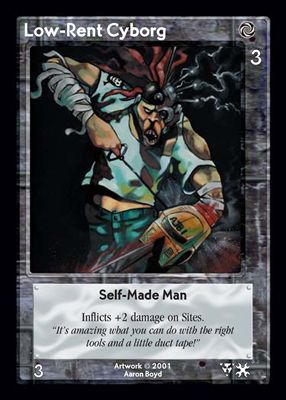 Low-Rent Cyborg
3
Self-Made Man
Inflicts +2 damage on Sites.
"It's amazing what you can do with the right
tools and a little duct tape!"
3
Artwork © 2001
Aaron Boyd